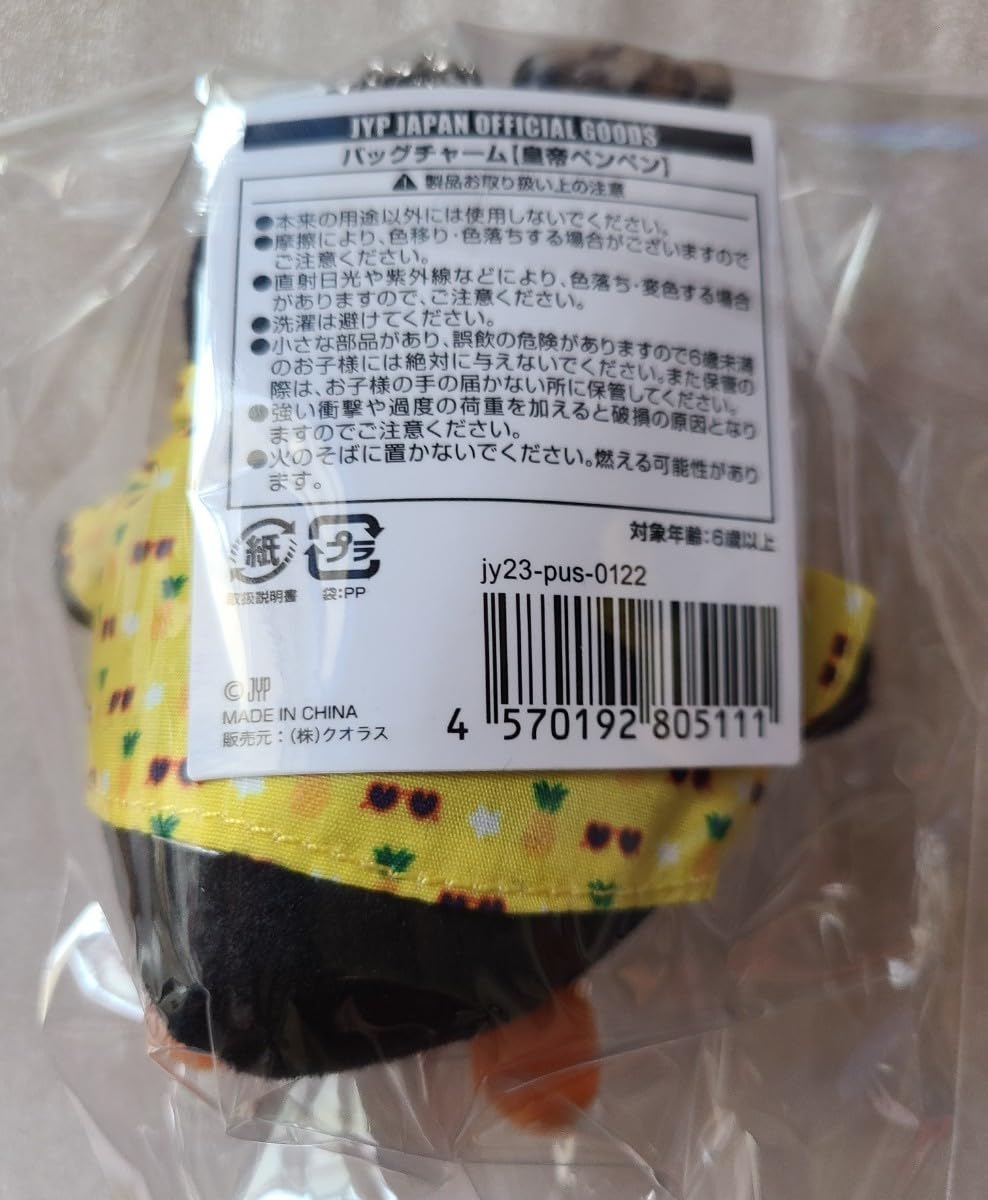 JYP JAPAN OFFICIAL GOODS
バッグチャーム【皇帝ペンペン】
製品お取り扱い上の注意
●本来の用途以外には使用しないでください。
●摩擦により、色移り・色落ちする場合がございますので
ご注意ください。
●直射日光や紫外線などにより、色落ち・変色する場合
がありますので、ご注意ください。
●洗濯は避けてください。
●小さな部品があり、誤飲の危険がありますので6歳未満
のお子様には絶対に与えないでください。また保管の
際は、お子様の手の届かない所に保管してください。
●強い衝撃や過度の荷重を加えると破損の原因となり
ますのでご注意ください。
●火のそばに置かないでください。燃える可能性があり
ます。
対象年齢:6歳以上
紙
プラ
取扱説明書
袋:PP
jy23-pus-0122
© JYP
MADE IN CHINA
販売元:(株)クオラス
4 570192 805111